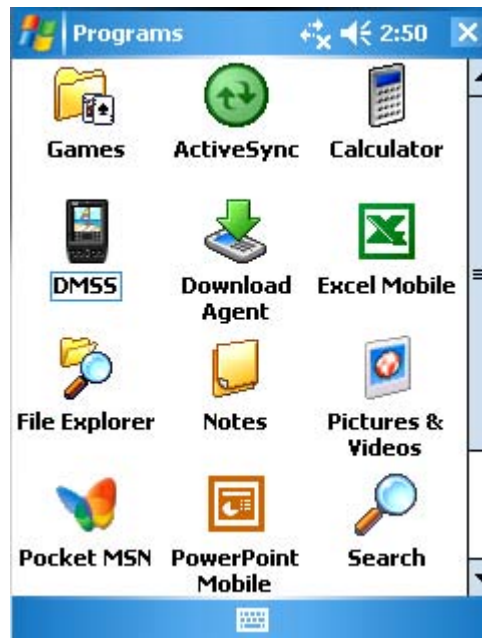 Programs 2:50
Games ActiveSync Calculator
DMSS Download Agent Excel Mobile
File Explorer Notes Pictures & Videos
Pocket MSN PowerPoint Mobile Search